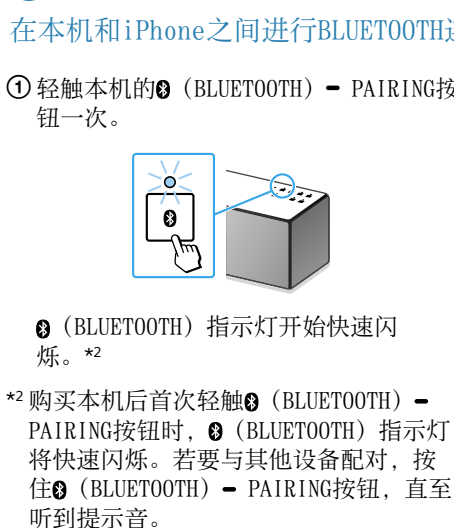 在本机和iPhone之间进行BLUETOOTH
① 轻触本机的 (BLUETOOTH) – PAIRING按
钮一次。
(BLUETOOTH) 指示灯开始快速闪
烁。*2
*2 购买本机后首次轻触 (BLUETOOTH) –
PAIRING按钮时, (BLUETOOTH) 指示灯
将快速闪烁。若要与其他设备配对, 按
住 (BLUETOOTH) – PAIRING按钮, 直至
听到提示音。